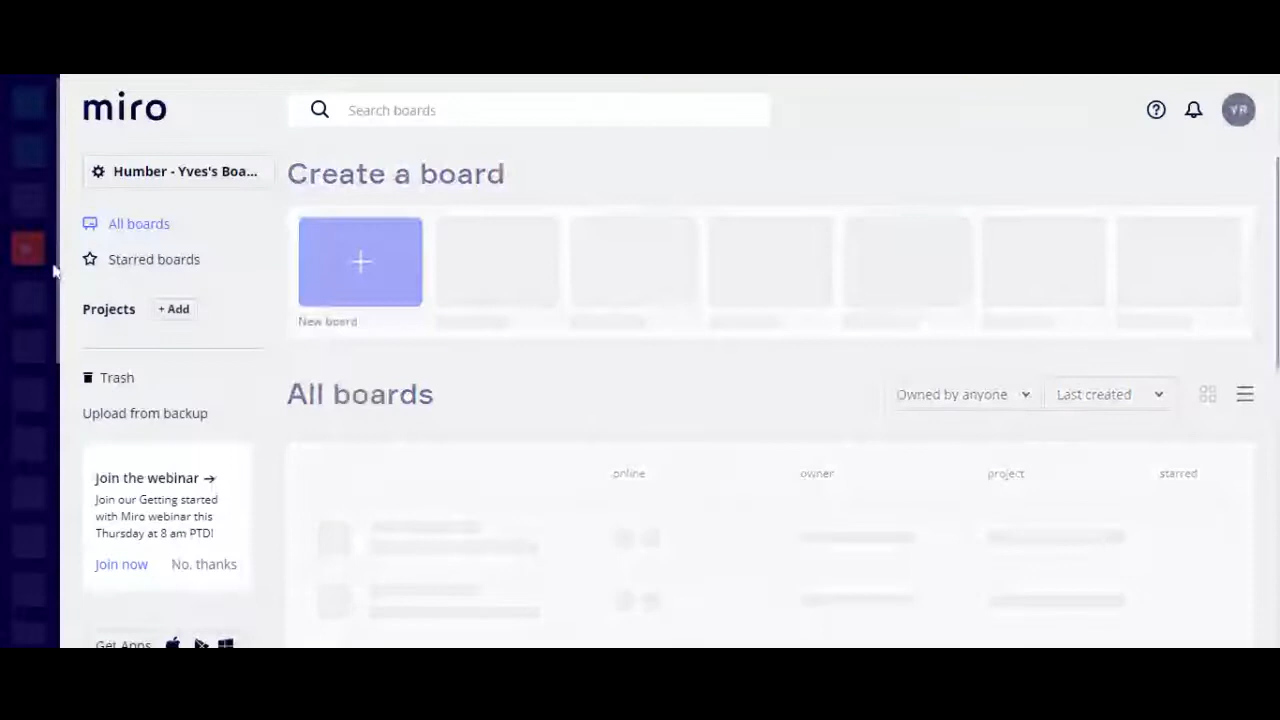 miro
Search boards
YR
Humber - Yves's Boa...
Create a board
All boards
Starred boards
Projects
+ Add
New board
Trash
Upload from backup
All boards
Owned by anyone
Last created
online
owner
project
starred
Join the webinar →
Join our Getting started
with Miro webinar this
Thursday at 8 am PTD!
Join now
No, thanks
Get Apps